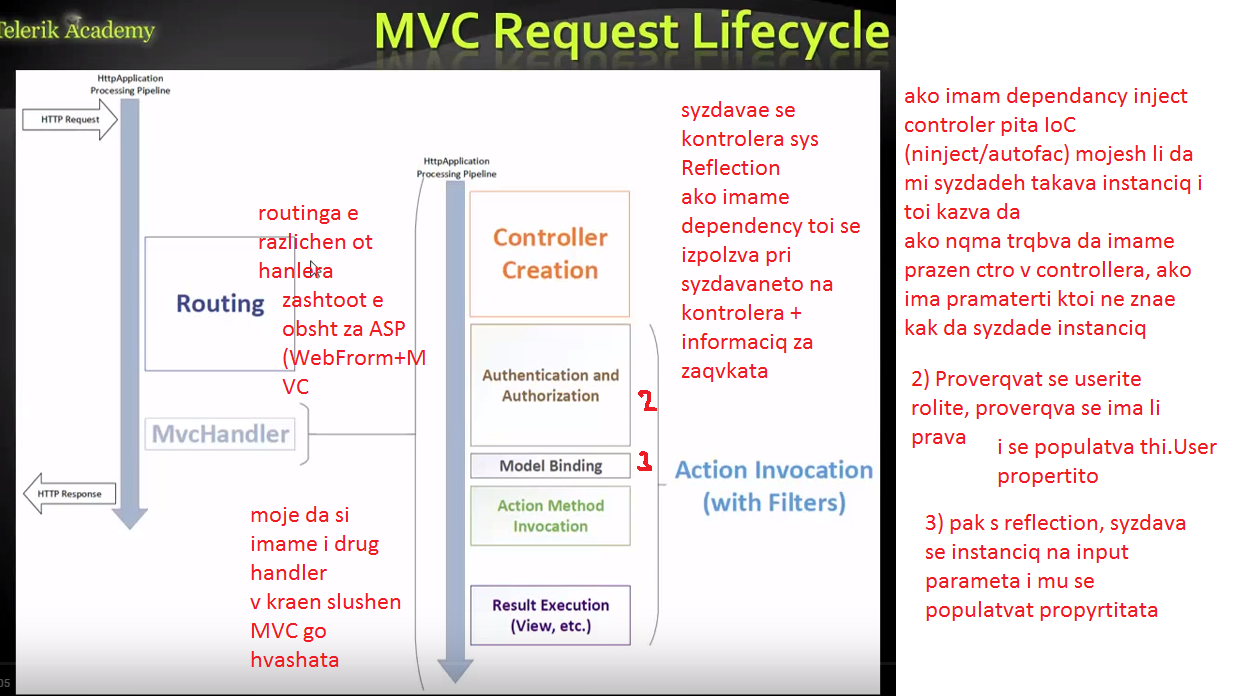 Telerik Academy
MVC Request Lifecycle
HttpApplication
Processing Pipeline
HTTP Request
routinga e
razlichen ot
hanlera
zashtoot e
obsht za ASP
(WebFrorm+M
VC
Routing
MvcHandler
HTTP Response
moje da si
imame i drug
handler
v kraen slushen
MVC go
hvashata
HttpApplication
Processing Pipeline
Controller
Creation
Authentication and
Authorization
2
Model Binding
3
Action Method
Invocation
Result Execution
(View, etc.)
Action Invocation
(with Filters)
syzdavae se
kontrolera sys
Reflection
ako imame
dependency toi se
izpolzva pri
syzdavaneto na
kontrolera +
informaciq za
zaqvkata
ako imam dependancy inject
controler pita IoC
(ninject/autofac) mojesh li da
mi syzdadeh takava instanciq i
toi kazva da
ako nqma trqbva da imame
prazen ctro v controllera, ako
ima pramaterti ktoi ne znae
kak da syzdade instanciq
2) Proverqvat se userite
rolite, proverqva se ima li
prava
i se populatva thi.User
propertito
3) pak s reflection, syzdava
se instanciq na input
parameta i mu se
populatvat propyrtitata
05